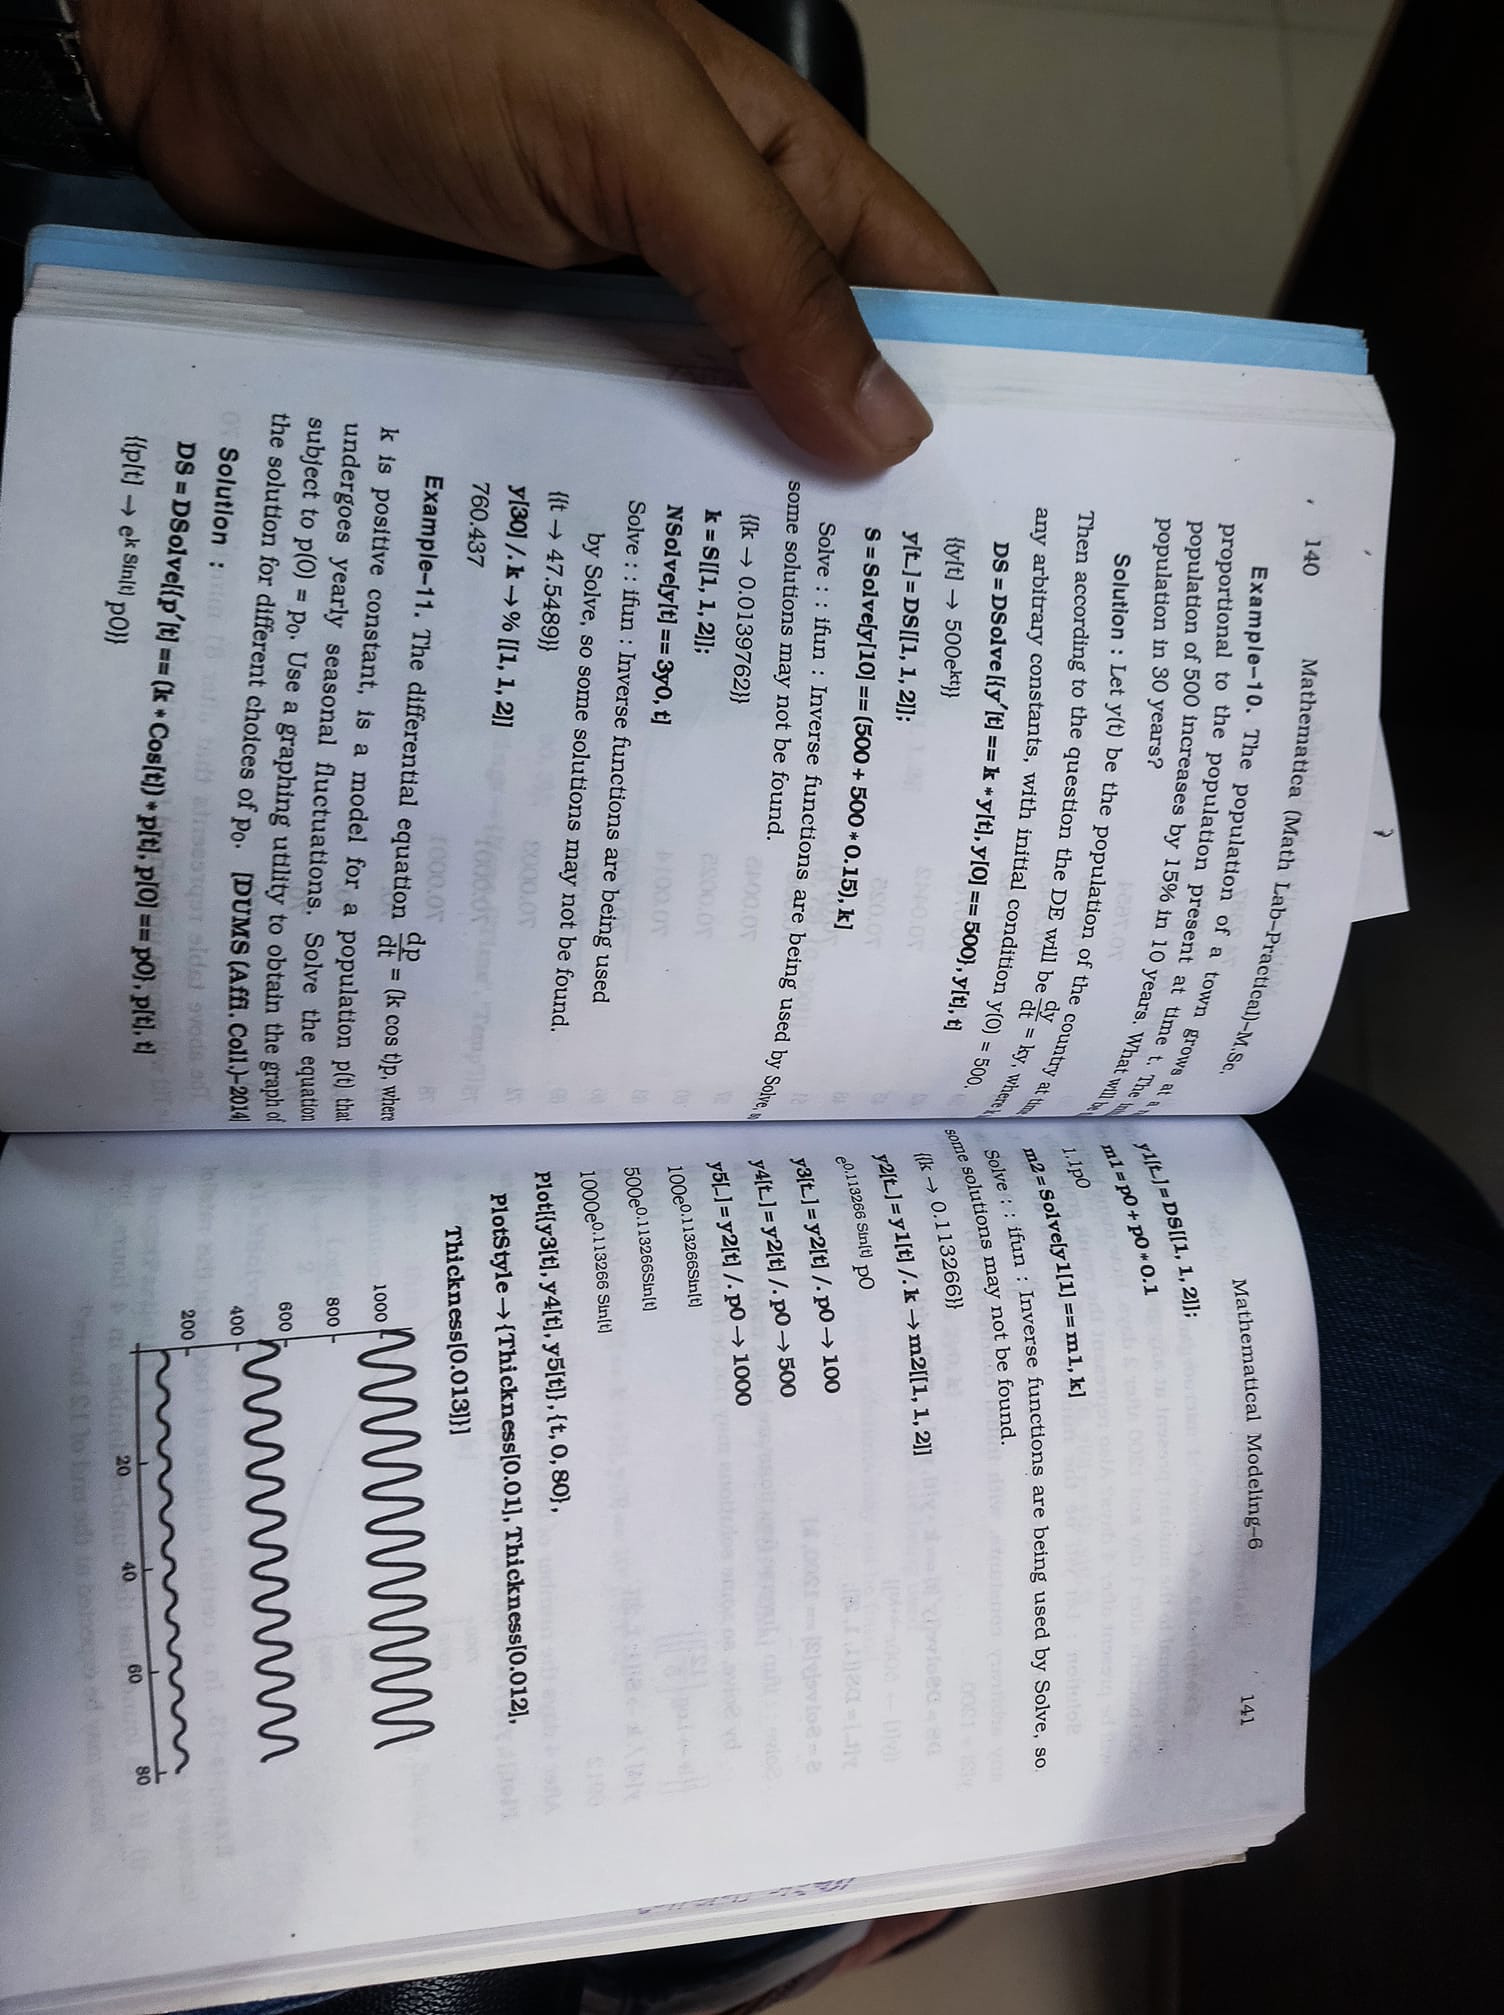 140 Mathematica (Math Lab–Practical)–M.Sc.
Example–10. The population of a town grows at a
proportional to the population present at time t. The
population of 500 increases by 15% in 10 years. What will be
population in 30 years?
Solution : Let y(t) be the population of the country at time
Then according to the question the DE will be dy/dt = ky, where
any arbitrary constants, with initial condition y(0) = 500.
DS = DSolve[{y′[t] == k * y[t], y[0] == 500}, y[t], t]
{{y[t] → 500e^kt}}
y[t_] = DS[[1, 1, 2]];
S = Solve[y[10] == (500 + 500 * 0.15), k]
Solve : : ifun : Inverse functions are being used by Solve, so
some solutions may not be found.
{{k → 0.0139762}}
k = S[[1, 1, 2]];
NSolve[y[t] == 3y0, t]
Solve : : ifun : Inverse functions are being used
by Solve, so some solutions may not be found.
{{t → 47.5489}}
y[30] /. k → % [[1, 1, 2]]
760.437
Example–11. The differential equation dp/dt = (k cos t)p, where
k is positive constant, is a model for a population p(t) that
undergoes yearly seasonal fluctuations. Solve the equation
subject to p(0) = p₀. Use a graphing utility to obtain the graph of
the solution for different choices of p₀. [DUMS (Affi. Coll.)–2014]
Solution :
DS = DSolve[{p′[t] == (k * Cos[t]) * p[t], p[0] == p0}, p[t], t]
{{p[t] → e^k Sin[t] p0}}
Mathematical Modeling–6 141
y1[t_] = DS[[1, 1, 2]];
m1 = p0 + p0 * 0.1
1.1p0
m2 = Solve[y1[1] == m1, k]
Solve : : ifun : Inverse functions are being used by Solve, so
some solutions may not be found.
{{k → 0.113266}}
y2[t_] = y1[t] /. k → m2[[1, 1, 2]]
e^0.113266 Sin[t] p0
y3[t_] = y2[t] /. p0 → 100
y4[t_] = y2[t] /. p0 → 500
y5[_] = y2[t] /. p0 → 1000
100e^0.113266Sin[t]
500e^0.113266Sin[t]
1000e^0.113266 Sin[t]
Plot[{y3[t], y4[t], y5[t]}, {t, 0, 80},
PlotStyle → {Thickness[0.01], Thickness[0.012],
Thickness[0.013]}]
1000
800
600
400
200
20 40 60 80